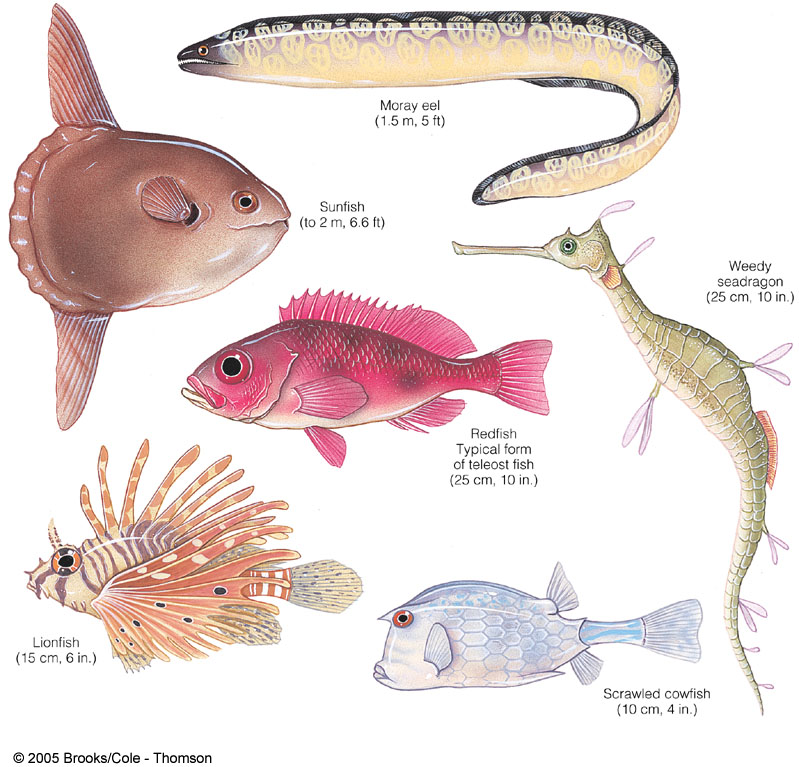 Moray eel
(1.5 m, 5 ft)
Sunfish
(to 2 m, 6.6 ft)
Weedy
seadragon
(25 cm, 10 in.)
Redfish
Typical form
of teleost fish
(25 cm, 10 in.)
Lionfish
(15 cm, 6 in.)
Scrawled cowfish
(10 cm, 4 in.)
© 2005 Brooks/Cole - Thomson